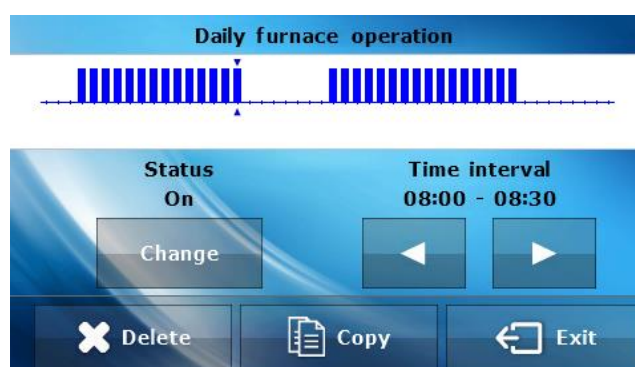 Daily furnace operation
Status
On
Time interval
08:00 - 08:30
Change
Delete
Copy
Exit